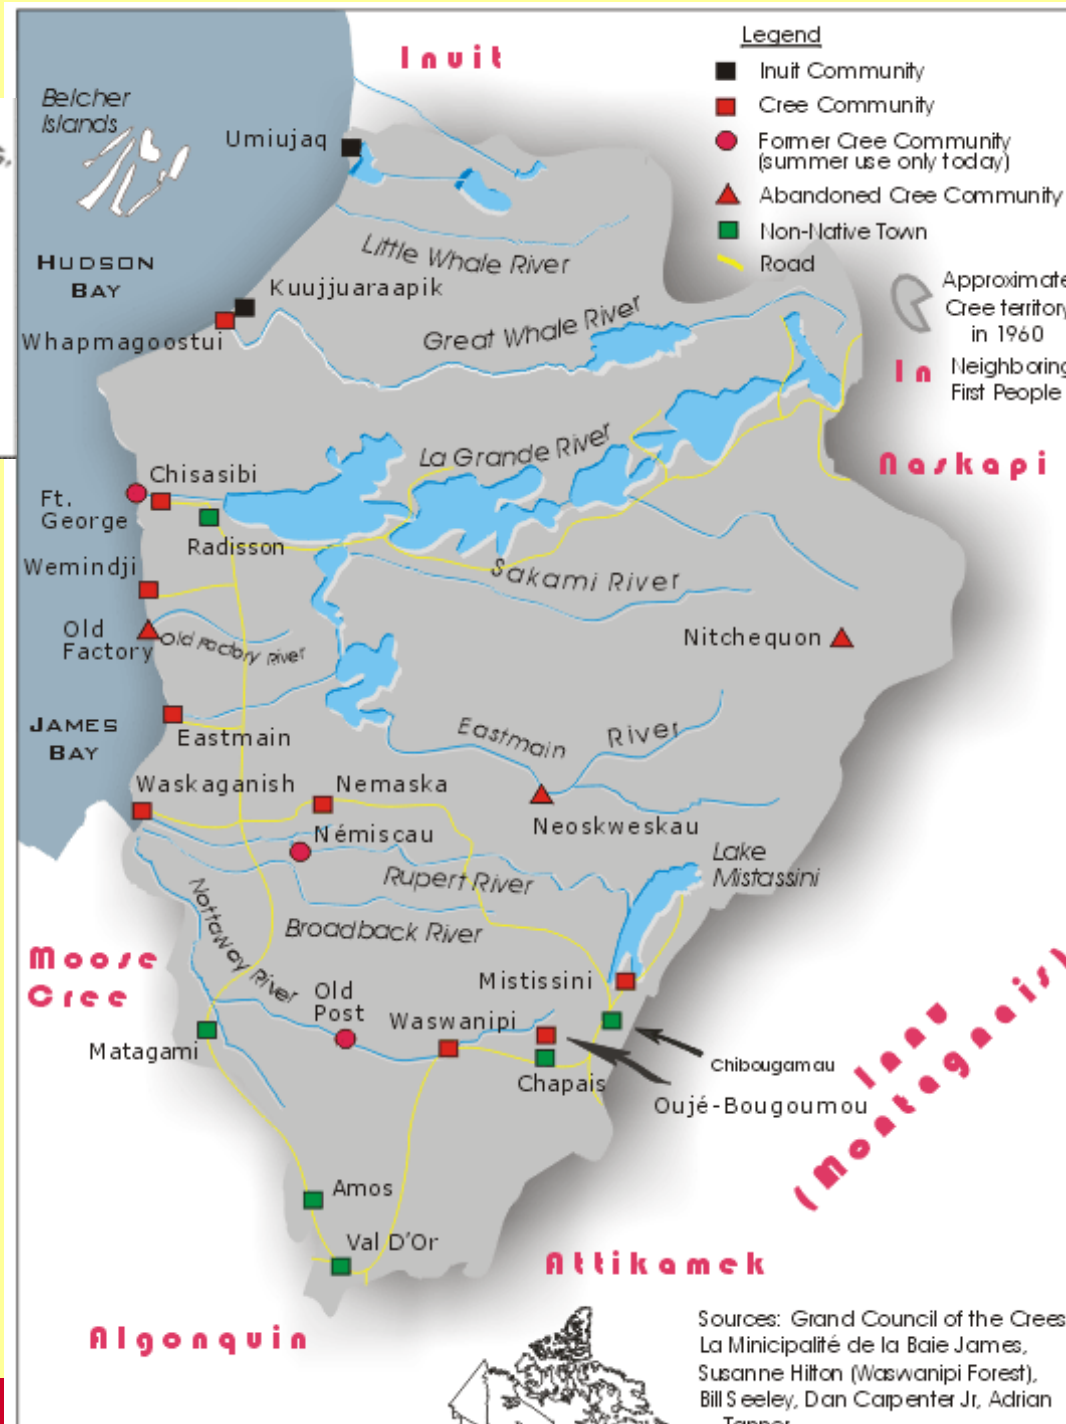 Inuit
Legend
Inuit Community
Cree Community
Former Cree Community
(summer use only today)
Abandoned Cree Community
Non-Native Town
Road
Approximate
Cree territory
in 1960
In
Neighboring
First People
Belcher
Islands
Umiujaq
HUDSON
BAY
Little Whale River
Kuujjuaraapik
Whapmagoostui
Great Whale River
La Grande River
Naskapi
Chisasibi
Ft.
George
Radisson
Wemindji
Sakami River
Old
Factory
Old Factory River
Nitchequon
JAMES
BAY
Eastmain
Eastmain River
Waskaganish
Nemaska
Neoskweskau
Némiscau
Lake
Mistassini
Rupert River
Nottaway River
Broadback River
Moose
Cree
Mistissini
Old
Post
Waswanipi
Matagami
Chapais
Chibougamau
Oujé-Bougoumou
Innu
(Montagnais)
Amos
Val D'Or
Attikamek
Algonquin
Sources: Grand Council of the Crees
La Minicipalité de la Baie James,
Susanne Hilton (Waswanipi Forest),
Bill Seeley, Dan Carpenter Jr, Adrian
Tanner